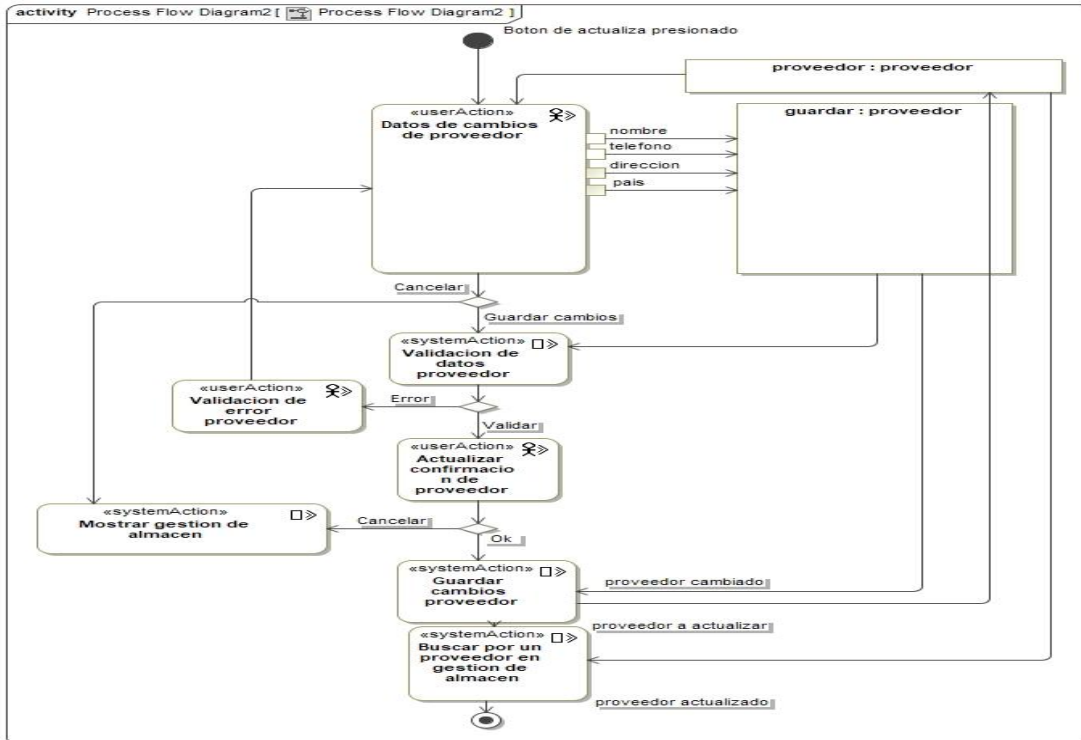 activity Process Flow Diagram2 [ Process Flow Diagram2 ]
Boton de actualiza presionado
proveedor : proveedor
«userAction»
Datos de cambios
de proveedor
guardar : proveedor
nombre
telefono
direccion
pais
Cancelar
Guardar cambios
«systemAction»
Validacion de
datos
proveedor
«userAction»
Validacion de
error
proveedor
Error
Validar
«userAction»
Actualizar
confirmacio
n de
proveedor
«systemAction»
Mostrar gestion de
almacen
Cancelar
Ok
«systemAction»
Guardar
cambios
proveedor
proveedor cambiado
proveedor a actualizar
«systemAction»
Buscar por un
proveedor en
gestion de
almacen
proveedor actualizado